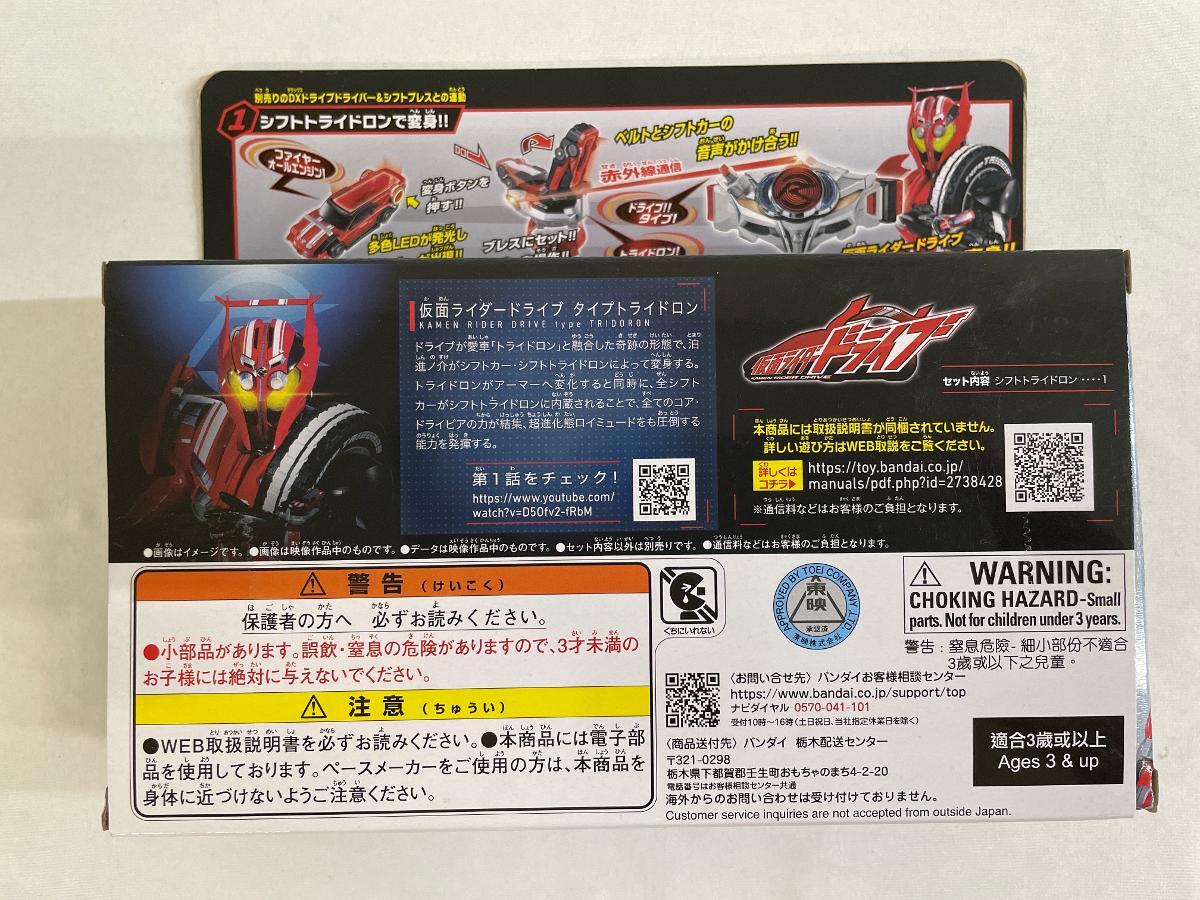 別売りのDXドライブドライバー&シフトブレスとの連動
1 シフトトライドロンで変身!!
ファイヤー
オールエンジン!
変身ボタンを
押す!!
多色LEDが発光し
ブレスにセット!!
ベルトとシフトカーの
音声がかけ合う!!
赤外線通信
ドライブ!!
タイプ!
トライドロン!
仮面ライダードライブ
仮面ライダードライブ タイプトライドロン
KAMEN RIDER DRIVE type TRIDORON
ドライブが愛車「トライドロン」と融合した奇跡の形態で、泊
進ノ介がシフトカー・シフトトライドロンによって変身する。
トライドロンがアーマーへ変化すると同時に、全シフト
カーがシフトトライドロンに内蔵されることで、全てのコア・
ドライビアの力が結集、超進化態ロイミュードをも圧倒する
能力を発揮する。
第1話をチェック!
https://www.youtube.com/
watch?v=D5Ofv2-fRbM
仮面ライダードライブ
KAMEN RIDER DRIVE
セット内容 シフトトライドロン ････1
本商品には取扱説明書が同梱されていません。
詳しい遊び方はWEB取説をご覧ください。
詳しくは
コチラ▶
https://toy.bandai.co.jp/
manuals/pdf.php?id=2738428
※通信料などはお客様のご負担となります。
●画像はイメージです。●画像は映像作品中のものです。●データは映像作品中のものです。●セット内容以外は別売りです。●通信料などはお客様のご負担となります。
警告(けいこく)
保護者の方へ 必ずお読みください。
●小部品があります。誤飲・窒息の危険がありますので、3才未満の
お子様には絶対に与えないでください。
注意(ちゅうい)
●WEB取扱説明書を必ずお読みください。●本商品には電子部
品を使用しております。ペースメーカーをご使用の方は、本商品を
身体に近づけないようご注意ください。
くちにいれない
APPROVED BY TOEI COMPANY, LTD
東映
承認済
東映株式会社
WARNING:
CHOKING HAZARD-Small
parts. Not for children under 3 years.
警告:窒息危険-細小部份不適合
3歲或以下之兒童。
〈お問い合せ先〉バンダイお客様相談センター
https://www.bandai.co.jp/support/top
ナビダイヤル 0570-041-101
受付10時〜16時(土日祝日、当社指定休業日を除く)
〈商品送付先〉バンダイ 栃木配送センター
〒321-0298
栃木県下都賀郡壬生町おもちゃのまち4-2-20
電話番号はお客様相談センター共通
海外からのお問い合わせは受け付けておりません。
Customer service inquiries are not accepted from outside Japan.
適合3歲或以上
Ages 3 & up